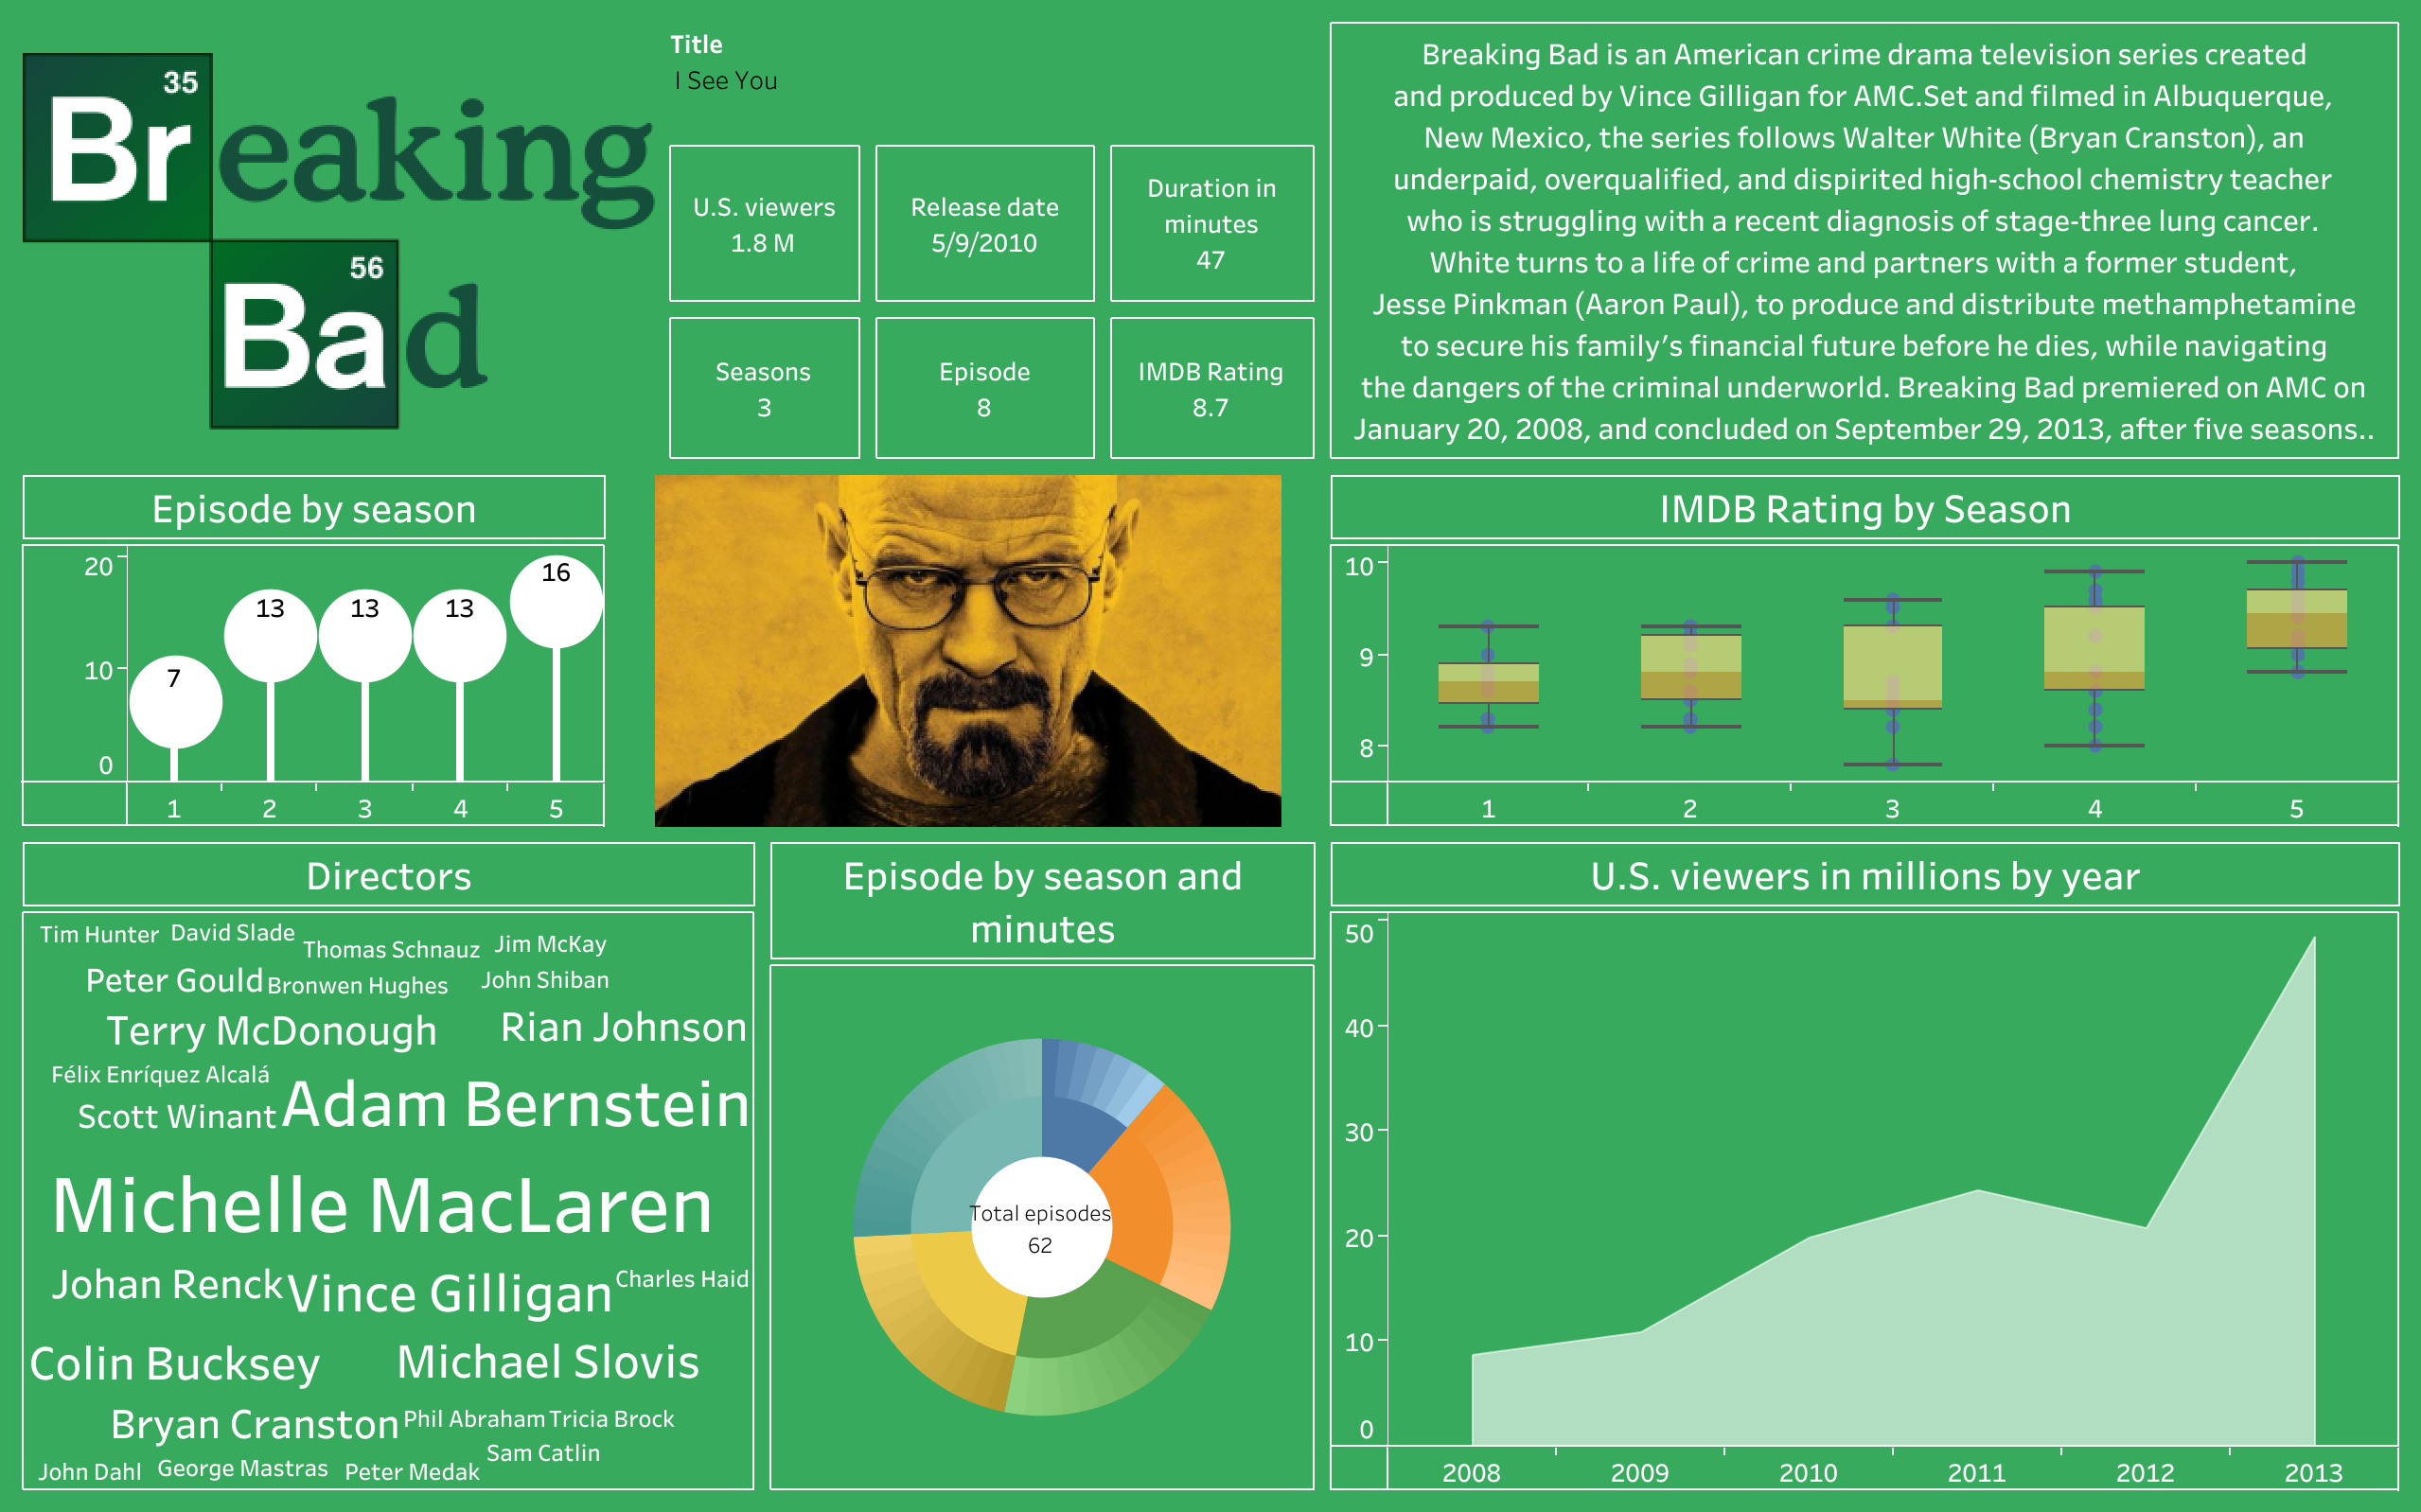 35
Breaking
56
Bad
Title
I See You
U.S. viewers
1.8 M
Release date
5/9/2010
Duration in
minutes
47
Seasons
3
Episode
8
IMDB Rating
8.7
Breaking Bad is an American crime drama television series created
and produced by Vince Gilligan for AMC.Set and filmed in Albuquerque,
New Mexico, the series follows Walter White (Bryan Cranston), an
underpaid, overqualified, and dispirited high-school chemistry teacher
who is struggling with a recent diagnosis of stage-three lung cancer.
White turns to a life of crime and partners with a former student,
Jesse Pinkman (Aaron Paul), to produce and distribute methamphetamine
to secure his family’s financial future before he dies, while navigating
the dangers of the criminal underworld. Breaking Bad premiered on AMC on
January 20, 2008, and concluded on September 29, 2013, after five seasons..
Episode by season
20
10
0
7
13
13
13
16
1 2 3 4 5
IMDB Rating by Season
10
9
8
1 2 3 4 5
Directors
Tim Hunter David Slade
Thomas Schnauz Jim McKay
Peter Gould Bronwen Hughes John Shiban
Terry McDonough Rian Johnson
Félix Enríquez Alcalá
Scott Winant Adam Bernstein
Michelle MacLaren
Johan Renck Vince Gilligan Charles Haid
Colin Bucksey Michael Slovis
Bryan Cranston Phil Abraham Tricia Brock
Sam Catlin
John Dahl George Mastras Peter Medak
Episode by season and
minutes
Total episodes
62
U.S. viewers in millions by year
50
40
30
20
10
0
2008 2009 2010 2011 2012 2013